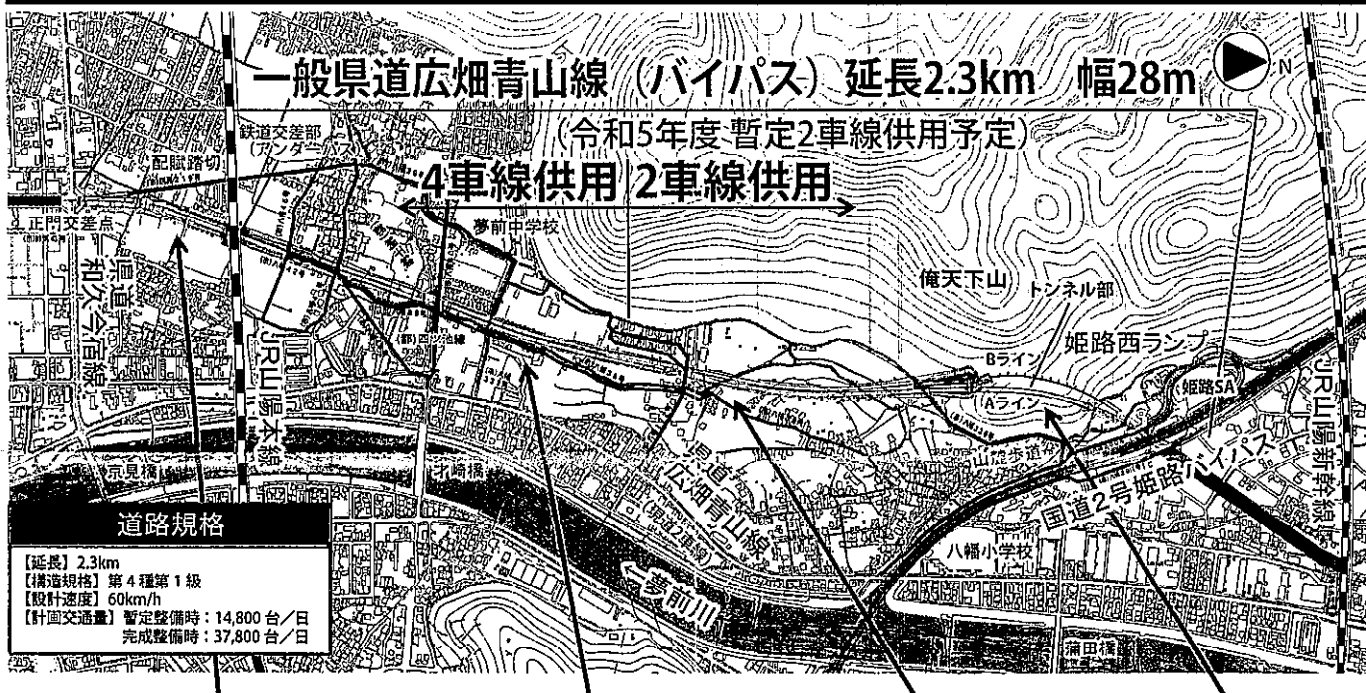 一般県道広畑青山線（バイパス）延長2.3km 幅28m
N
（令和5年度 暫定2車線供用予定）
鉄道交差部
（アンダーパス）
配賦踏切
4車線供用 2車線供用
正門交差点
夢前中学校
県道
和久今宿線
俺天下山
トンネル部
JR山陽本線
姫路西ランプ
Bライン
Aライン
姫路SA
JR山陽新幹線
京見橋
県道
広畑青山線
（現道2車線）
山陽歩道
国道2号姫路バイパス
八幡小学校
夢前川
蒲田橋
道路規格
【延長】2.3km
【構造規格】第4種第1級
【設計速度】60km/h
【計画交通量】暫定整備時：14,800台／日
完成整備時：37,800台／日